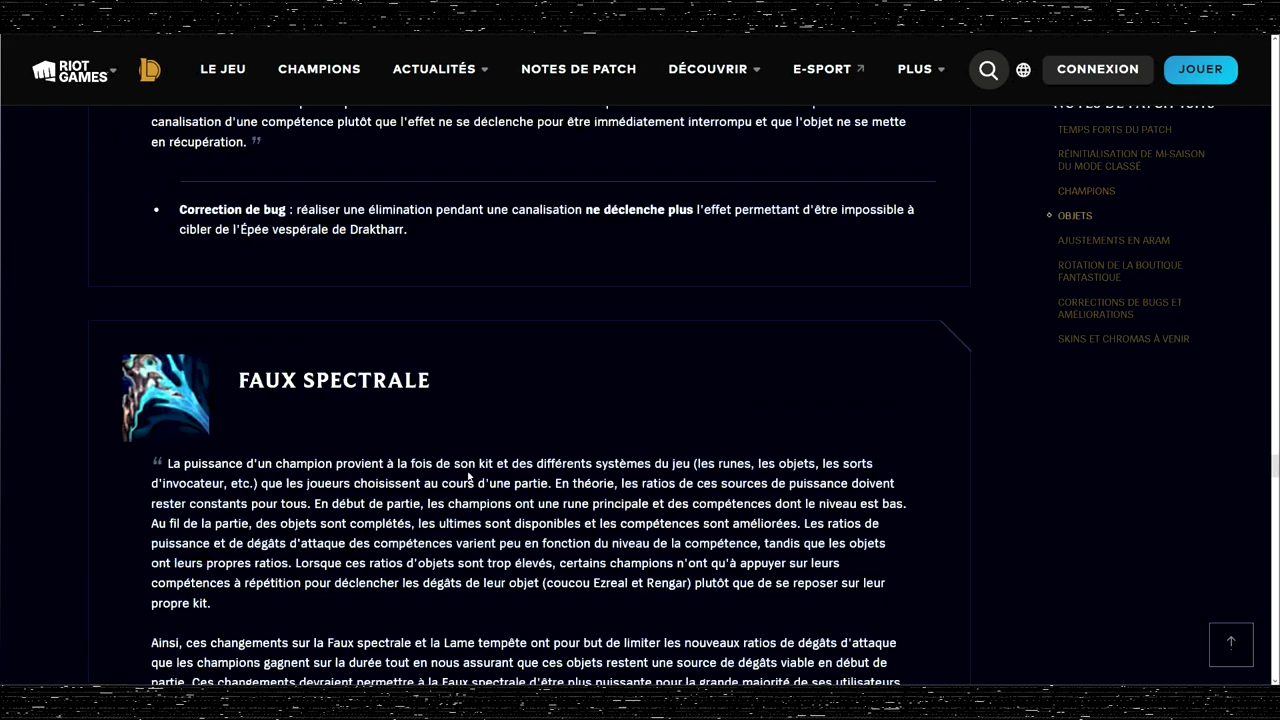 RIOT GAMES
LE JEU
CHAMPIONS
ACTUALITÉS
NOTES DE PATCH
DÉCOUVRIR
E-SPORT
PLUS
CONNEXION
JOUER
canalisation d'une compétence plutôt que l'effet ne se déclenche pour être immédiatement interrompu et que l'objet ne se mette
en récupération. ”
• Correction de bug : réaliser une élimination pendant une canalisation ne déclenche plus l'effet permettant d'être impossible à
cibler de l'Épée vespérale de Draktharr.
FAUX SPECTRALE
“ La puissance d'un champion provient à la fois de son kit et des différents systèmes du jeu (les runes, les objets, les sorts
d'invocateur, etc.) que les joueurs choisissent au cours d'une partie. En théorie, les ratios de ces sources de puissance doivent
rester constants pour tous. En début de partie, les champions ont une rune principale et des compétences dont le niveau est bas.
Au fil de la partie, des objets sont complétés, les ultimes sont disponibles et les compétences sont améliorées. Les ratios de
puissance et de dégâts d'attaque des compétences varient peu en fonction du niveau de la compétence, tandis que les objets
ont leurs propres ratios. Lorsque ces ratios d'objets sont trop élevés, certains champions n'ont qu'à appuyer sur leurs
compétences à répétition pour déclencher les dégâts de leur objet (coucou Ezreal et Rengar) plutôt que de se reposer sur leur
propre kit.
Ainsi, ces changements sur la Faux spectrale et la Lame tempête ont pour but de limiter les nouveaux ratios de dégâts d'attaque
que les champions gagnent sur la durée tout en nous assurant que ces objets restent une source de dégâts viable en début de
partie. Ces changements devraient permettre à la Faux spectrale d'être plus puissante pour la grande majorité de ses utilisateurs
TEMPS FORTS DU PATCH
RÉINITIALISATION DE MI-SAISON
DU MODE CLASSÉ
CHAMPIONS
OBJETS
AJUSTEMENTS EN ARAM
ROTATION DE LA BOUTIQUE
FANTASTIQUE
CORRECTIONS DE BUGS ET
AMÉLIORATIONS
SKINS ET CHROMAS À VENIR